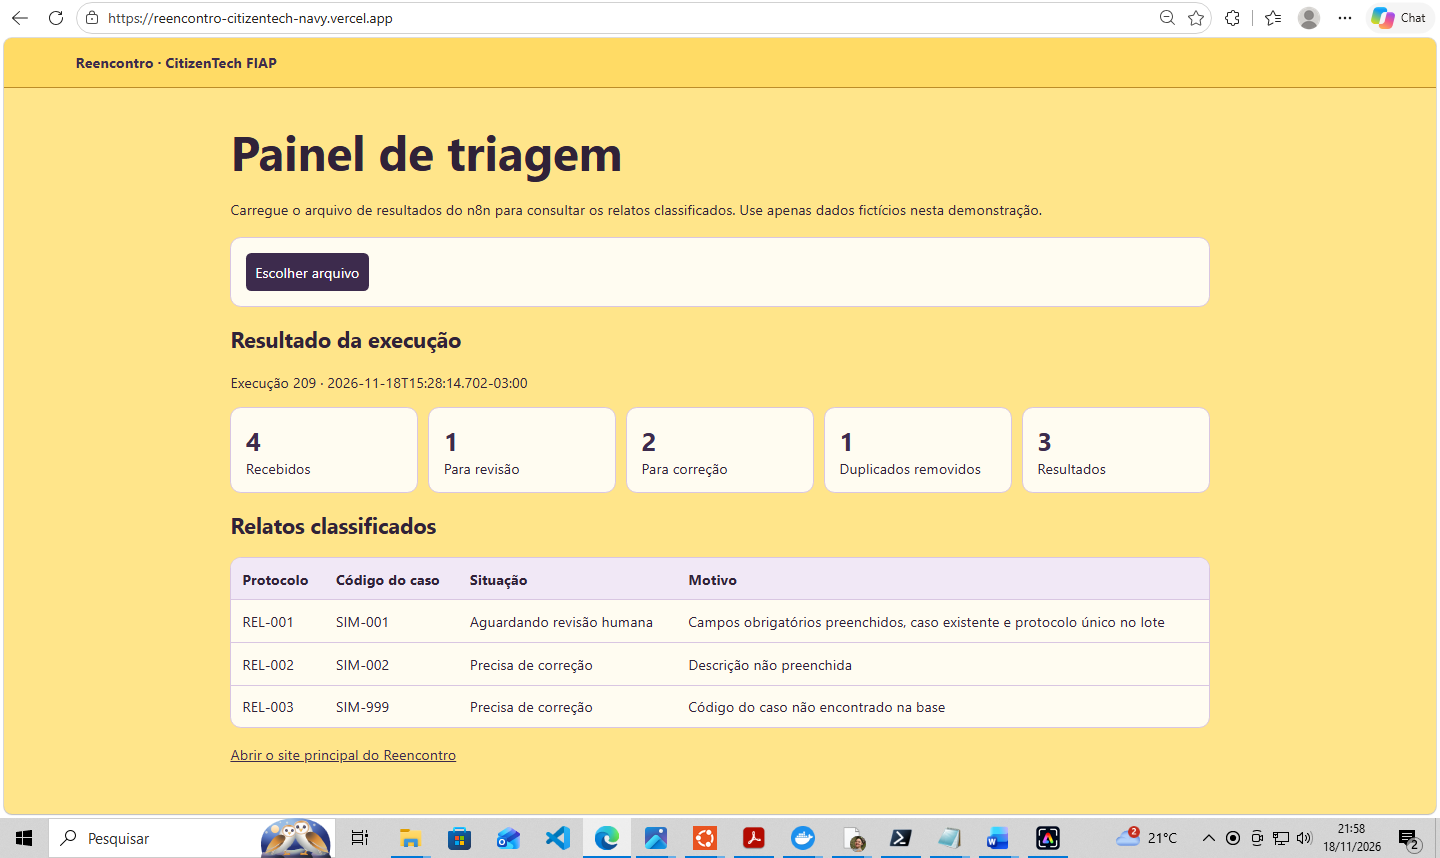 https://reencontro-citizentech-navy.vercel.app
Chat
Reencontro · CitizenTech FIAP
Painel de triagem
Carregue o arquivo de resultados do n8n para consultar os relatos classificados. Use apenas dados fictícios nesta demonstração.
Escolher arquivo
Resultado da execução
Execução 209 · 2026-11-18T15:28:14.702-03:00
4
Recebidos
1
Para revisão
2
Para correção
1
Duplicados removidos
3
Resultados
Relatos classificados
Protocolo Código do caso Situação Motivo
REL-001 SIM-001 Aguardando revisão humana Campos obrigatórios preenchidos, caso existente e protocolo único no lote
REL-002 SIM-002 Precisa de correção Descrição não preenchida
REL-003 SIM-999 Precisa de correção Código do caso não encontrado na base
Abrir o site principal do Reencontro
Pesquisar
2
21°C
21:58
18/11/2026
2